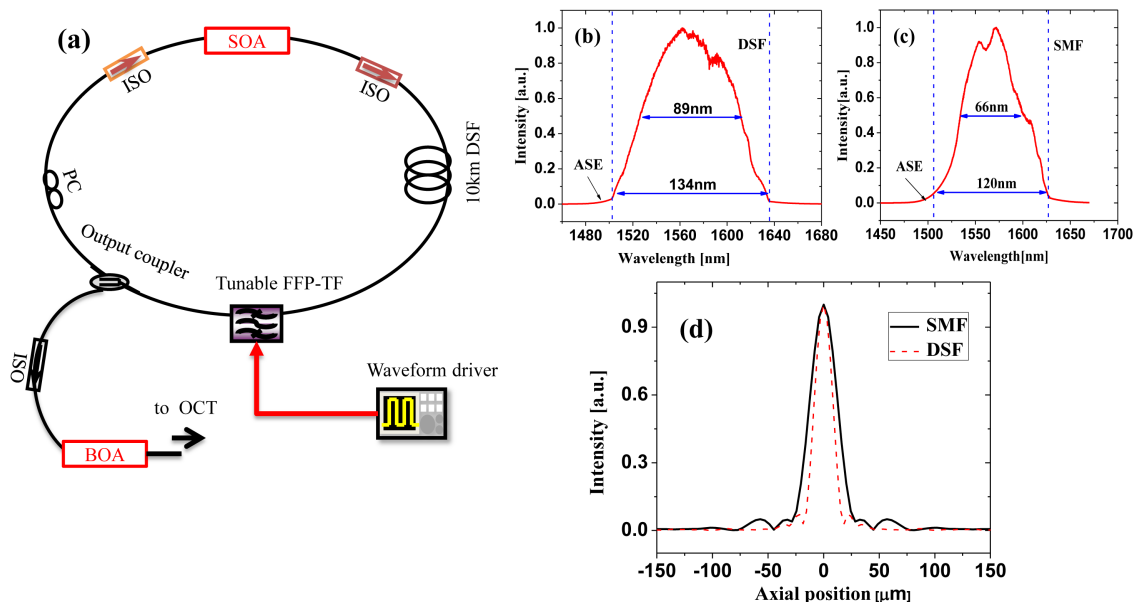 (a)
SOA
ISO
ISO
PC
10km DSF
Output coupler
Tunable FFP-TF
ISO
Waveform driver
to OCT
BOA
(b)
DSF
1.0
0.8
0.6
0.4
0.2
0.0
Intensity [a.u.]
89nm
ASE
134nm
1480 1520 1560 1600 1640 1680
Wavelength [nm]
(c)
SMF
1.0
0.8
0.6
0.4
0.2
0.0
Intensity[a.u.]
66nm
ASE
120nm
1450 1500 1550 1600 1650 1700
Wavelength[nm]
(d)
SMF
DSF
0.9
0.6
0.3
0.0
Intensity [a.u.]
-150 -100 -50 0 50 100 150
Axial position [μm]